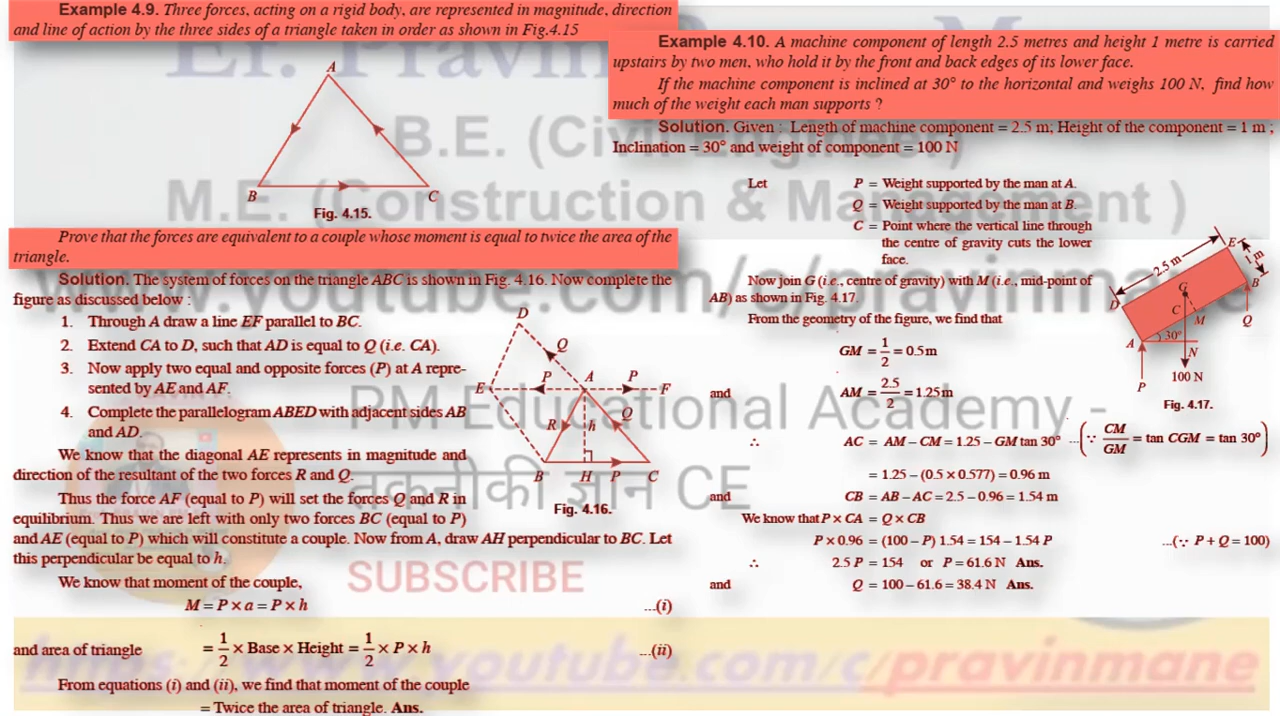 Example 4.9. Three forces, acting on a rigid body, are represented in magnitude, direction
and line of action by the three sides of a triangle taken in order as shown in Fig.4.15
A
B
C
Fig. 4.15.
Prove that the forces are equivalent to a couple whose moment is equal to twice the area of the
triangle.
Solution. The system of forces on the triangle ABC is shown in Fig. 4.16. Now complete the
figure as discussed below :
1. Through A draw a line EF parallel to BC.
2. Extend CA to D, such that AD is equal to Q (i.e. CA).
3. Now apply two equal and opposite forces (P) at A repre-
sented by AE and AF.
4. Complete the parallelogram ABED with adjacent sides AB
and AD.
We know that the diagonal AE represents in magnitude and
direction of the resultant of the two forces R and Q.
Thus the force AF (equal to P) will set the forces Q and R in
equilibrium. Thus we are left with only two forces BC (equal to P)
and AE (equal to P) which will constitute a couple. Now from A, draw AH perpendicular to BC. Let
this perpendicular be equal to h.
D
Q
E
P
A
P
F
R
h
Q
B
H
P
C
Fig. 4.16.
We know that moment of the couple,
M = P × a = P × h ...(i)
and area of triangle = 1/2 × Base × Height = 1/2 × P × h ...(ii)
From equations (i) and (ii), we find that moment of the couple
= Twice the area of triangle. Ans.
Example 4.10. A machine component of length 2.5 metres and height 1 metre is carried
upstairs by two men, who hold it by the front and back edges of its lower face.
If the machine component is inclined at 30° to the horizontal and weighs 100 N, find how
much of the weight each man supports ?
Solution. Given : Length of machine component = 2.5 m; Height of the component = 1 m ;
Inclination = 30° and weight of component = 100 N
Let P = Weight supported by the man at A.
Q = Weight supported by the man at B.
C = Point where the vertical line through
the centre of gravity cuts the lower
face.
Now join G (i.e., centre of gravity) with M (i.e., mid-point of
AB) as shown in Fig. 4.17.
From the geometry of the figure, we find that
GM = 1/2 = 0.5 m
and AM = 2.5/2 = 1.25 m
∴ AC = AM – CM = 1.25 – GM tan 30° ...(∵ CM/GM = tan CGM = tan 30°)
= 1.25 – (0.5 × 0.577) = 0.96 m
and CB = AB – AC = 2.5 – 0.96 = 1.54 m
We know that P × CA = Q × CB
P × 0.96 = (100 – P) 1.54 = 154 – 1.54 P ...(∵ P + Q = 100)
∴ 2.5 P = 154 or P = 61.6 N Ans.
and Q = 100 – 61.6 = 38.4 N Ans.
2.5 m
E
1 m
D
G
B
C
M
Q
A
30°
N
P
100 N
Fig. 4.17.
Er. Pravin M
B.E. (Civil Engineer)
M.E. (Construction & Management )
www.youtube.com/c/pravinmane
PM Educational Academy -
तकनीकी ज्ञान CE
SUBSCRIBE
https://www.youtube.com/c/pravinmane